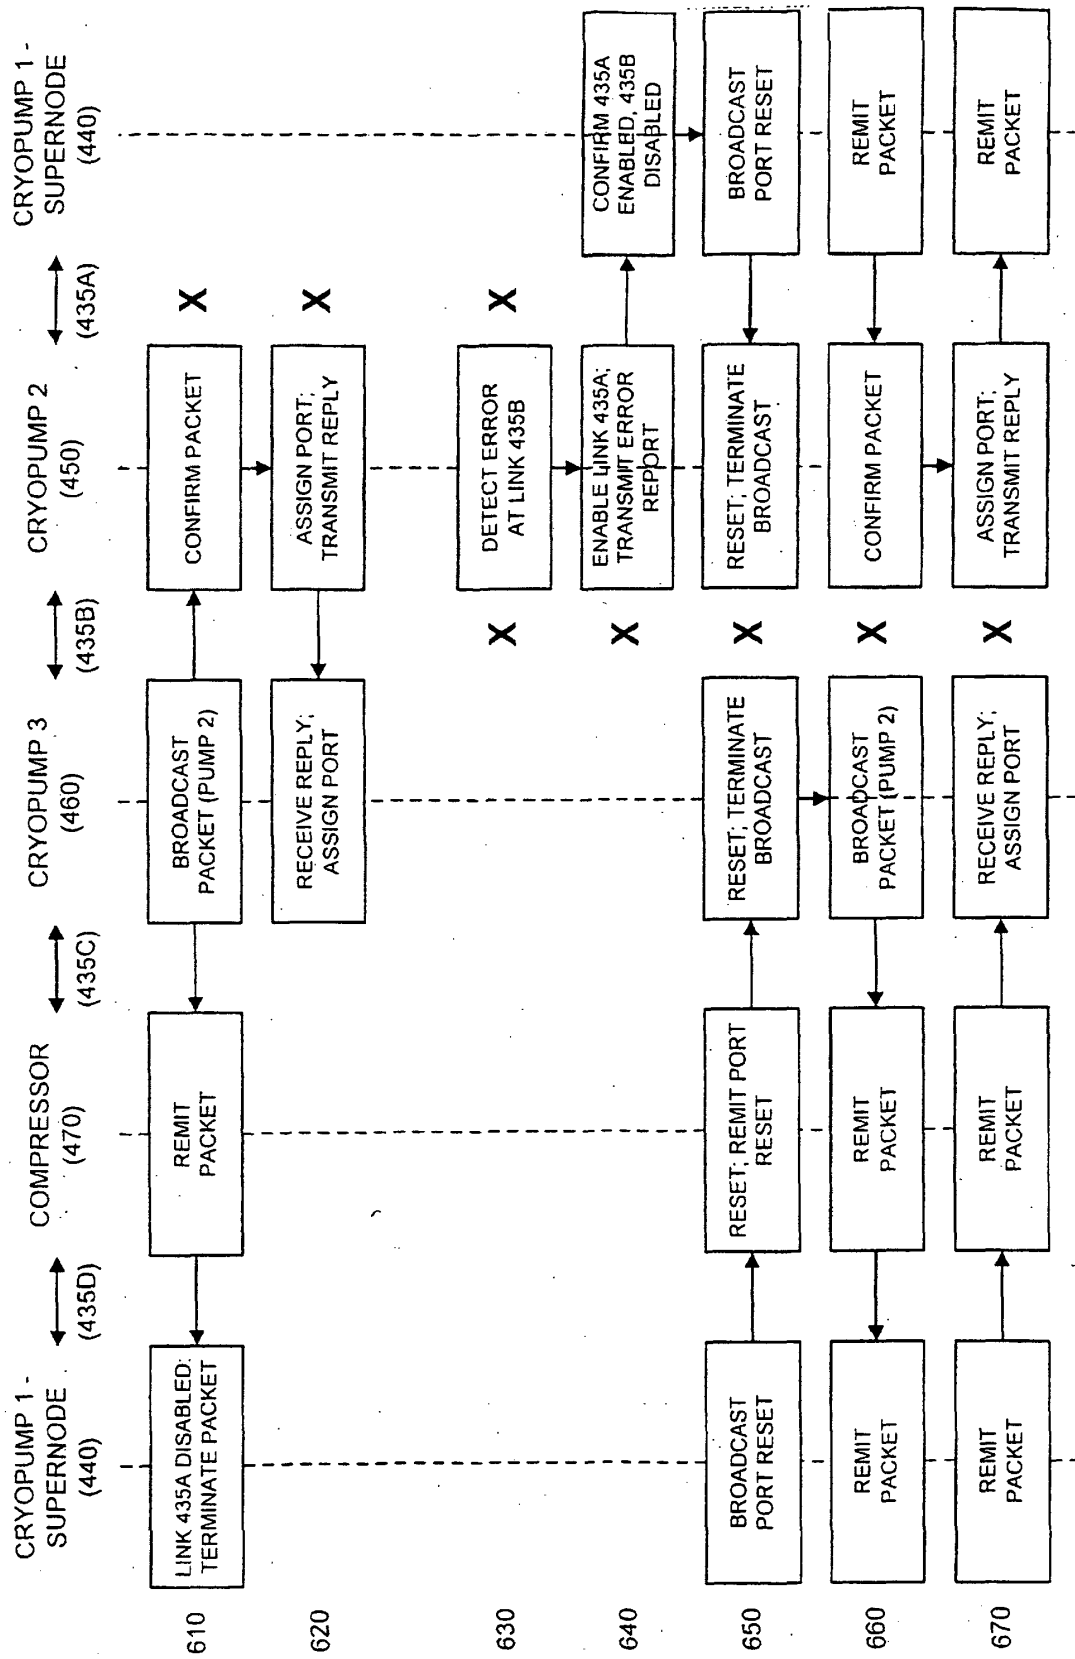 CRYOPUMP 1 -
SUPERNODE
(440)
(435D)
COMPRESSOR
(470)
(435C)
CRYOPUMP 3
(460)
(435B)
CRYOPUMP 2
(450)
(435A)
CRYOPUMP 1 -
SUPERNODE
(440)
610
LINK 435A DISABLED:
TERMINATE PACKET
REMIT
PACKET
BROADCAST
PACKET (PUMP 2)
CONFIRM PACKET
X
620
RECEIVE REPLY;
ASSIGN PORT
ASSIGN PORT;
TRANSMIT REPLY
X
630
X
DETECT ERROR
AT LINK 435B
X
640
X
ENABLE LINK 435A;
TRANSMIT ERROR
REPORT
CONFIRM 435A
ENABLED, 435B
DISABLED
650
BROADCAST
PORT RESET
RESET; REMIT PORT
RESET
RESET; TERMINATE
BROADCAST
X
RESET; TERMINATE
BROADCAST
BROADCAST
PORT RESET
660
REMIT
PACKET
REMIT
PACKET
BROADCAST
PACKET (PUMP 2)
X
CONFIRM PACKET
REMIT
PACKET
670
REMIT
PACKET
REMIT
PACKET
RECEIVE REPLY;
ASSIGN PORT
X
ASSIGN PORT;
TRANSMIT REPLY
REMIT
PACKET